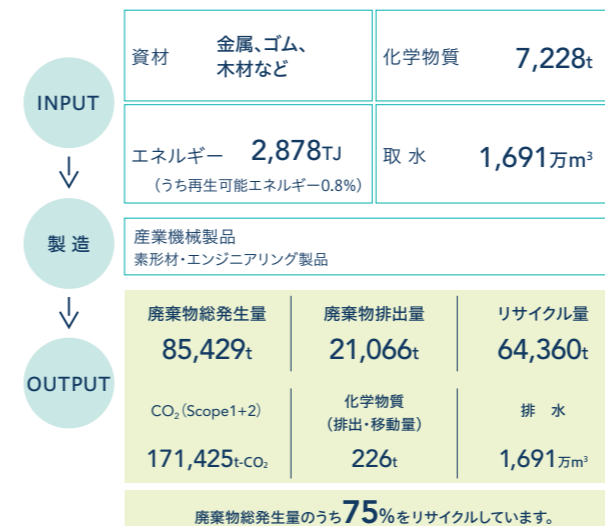 INPUT
資材
金属、ゴム、
木材など
化学物質
7,228t
エネルギー 2,878TJ
（うち再生可能エネルギー0.8%）
取水
1,691万m³
製造
産業機械製品
素形材・エンジニアリング製品
OUTPUT
廃棄物総発生量
85,429t
廃棄物排出量
21,066t
リサイクル量
64,360t
CO₂（Scope1+2）
171,425t-CO₂
化学物質
（排出・移動量）
226t
排 水
1,691万m³
廃棄物総発生量のうち75%をリサイクルしています。